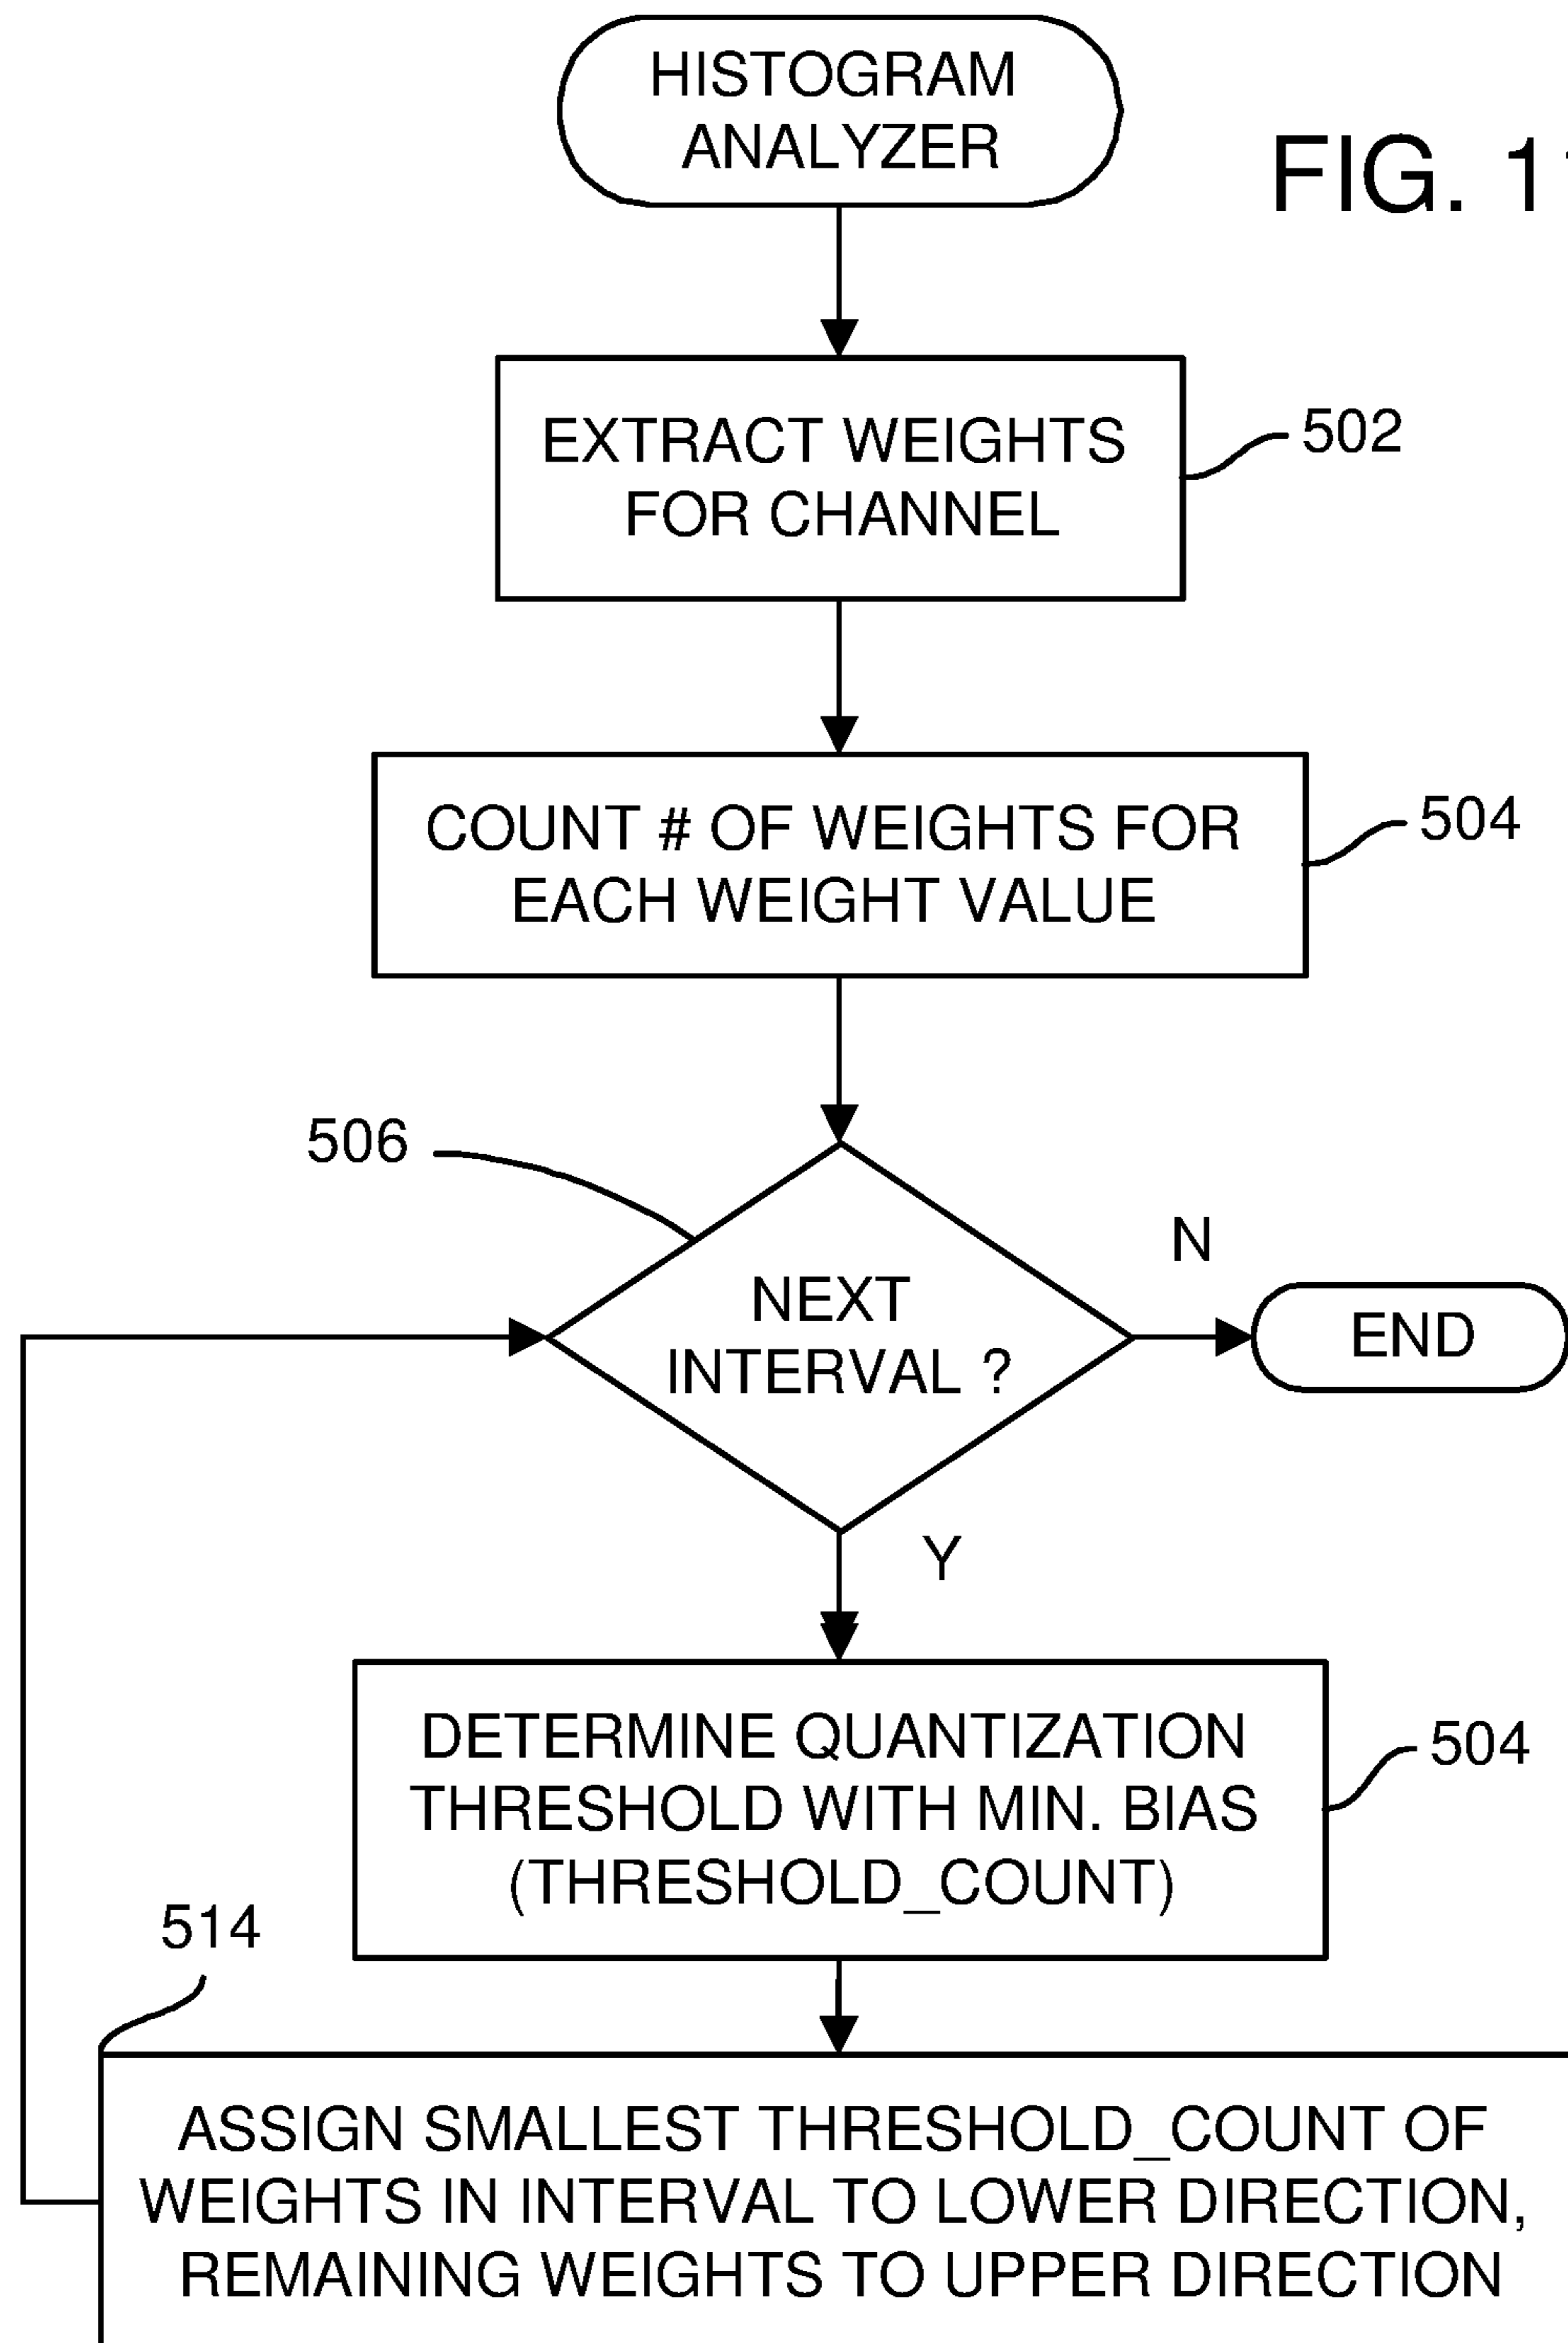 HISTOGRAM
ANALYZER
FIG. 1
EXTRACT WEIGHTS
FOR CHANNEL
502
COUNT # OF WEIGHTS FOR
EACH WEIGHT VALUE
504
506
NEXT
INTERVAL ?
N
END
Y
DETERMINE QUANTIZATION
THRESHOLD WITH MIN. BIAS
(THRESHOLD_COUNT)
504
514
ASSIGN SMALLEST THRESHOLD_COUNT OF
WEIGHTS IN INTERVAL TO LOWER DIRECTION,
REMAINING WEIGHTS TO UPPER DIRECTION